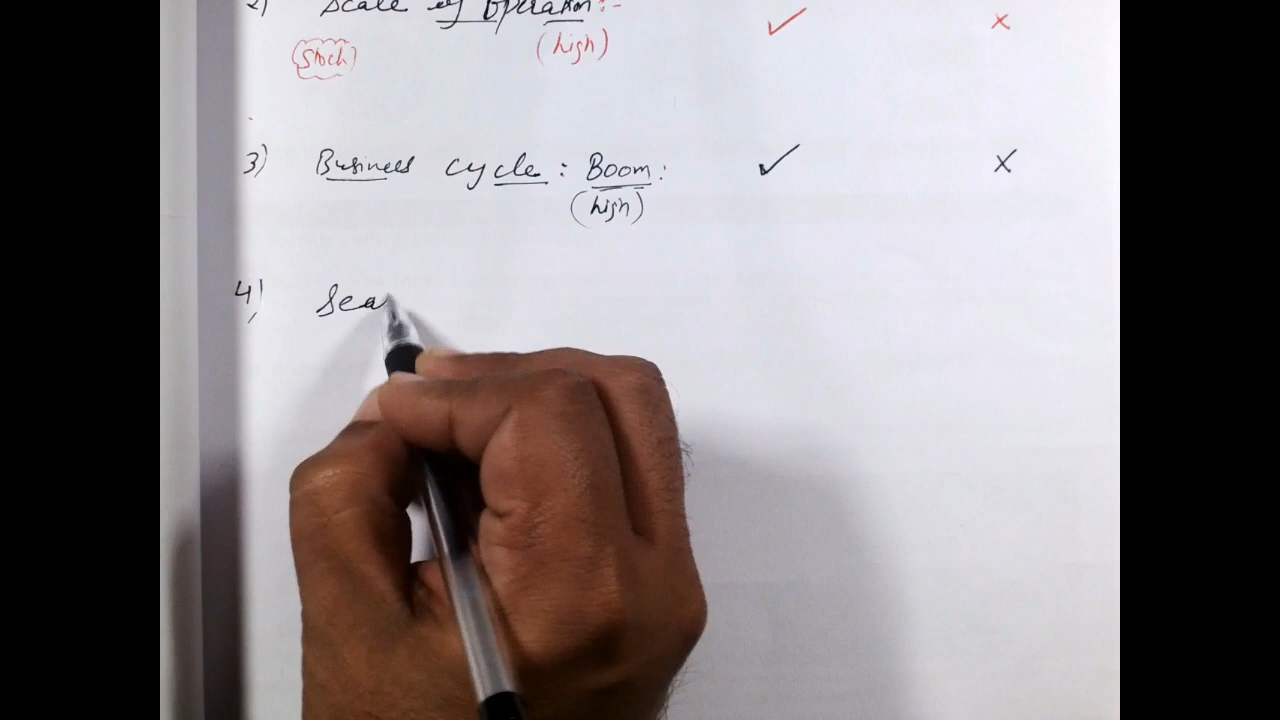 2) Scale of operation:-
(high)
(Stock)
3) Business cycle : Boom :
(high)
4) Sea